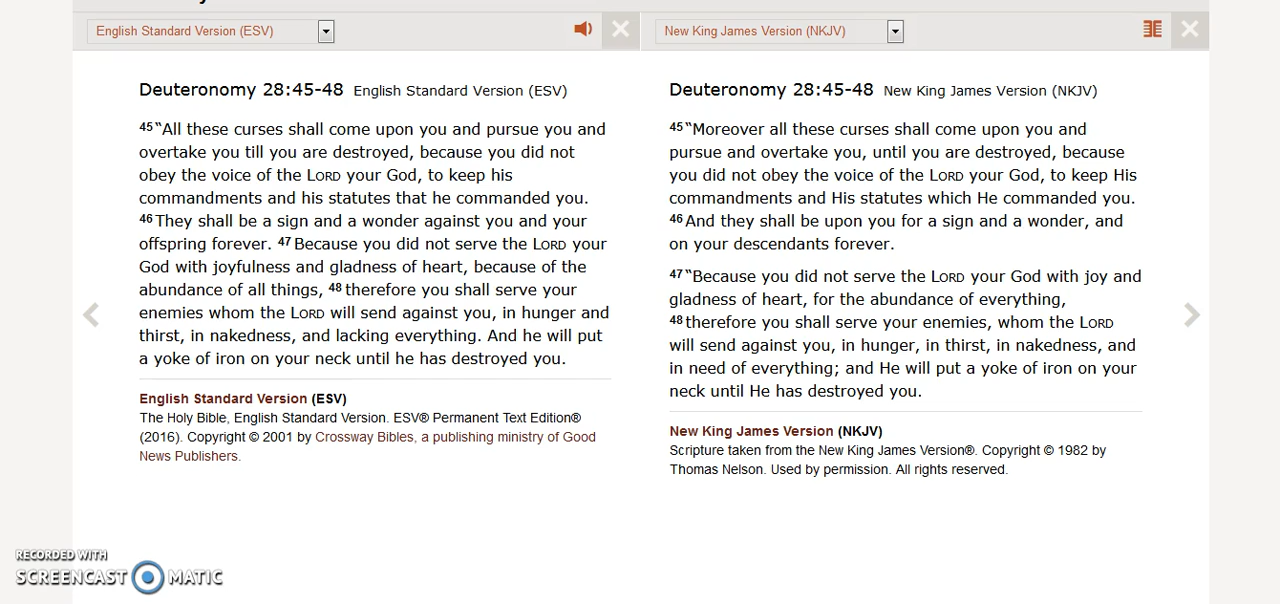 English Standard Version (ESV)
New King James Version (NKJV)
Deuteronomy 28:45-48 English Standard Version (ESV)
45 “All these curses shall come upon you and pursue you and
overtake you till you are destroyed, because you did not
obey the voice of the LORD your God, to keep his
commandments and his statutes that he commanded you.
46 They shall be a sign and a wonder against you and your
offspring forever. 47 Because you did not serve the LORD your
God with joyfulness and gladness of heart, because of the
abundance of all things, 48 therefore you shall serve your
enemies whom the LORD will send against you, in hunger and
thirst, in nakedness, and lacking everything. And he will put
a yoke of iron on your neck until he has destroyed you.
English Standard Version (ESV)
The Holy Bible, English Standard Version. ESV® Permanent Text Edition®
(2016). Copyright © 2001 by Crossway Bibles, a publishing ministry of Good
News Publishers.
Deuteronomy 28:45-48 New King James Version (NKJV)
45 “Moreover all these curses shall come upon you and
pursue and overtake you, until you are destroyed, because
you did not obey the voice of the LORD your God, to keep His
commandments and His statutes which He commanded you.
46 And they shall be upon you for a sign and a wonder, and
on your descendants forever.
47 “Because you did not serve the LORD your God with joy and
gladness of heart, for the abundance of everything,
48 therefore you shall serve your enemies, whom the LORD
will send against you, in hunger, in thirst, in nakedness, and
in need of everything; and He will put a yoke of iron on your
neck until He has destroyed you.
New King James Version (NKJV)
Scripture taken from the New King James Version®. Copyright © 1982 by
Thomas Nelson. Used by permission. All rights reserved.
RECORDED WITH
SCREENCAST MATIC